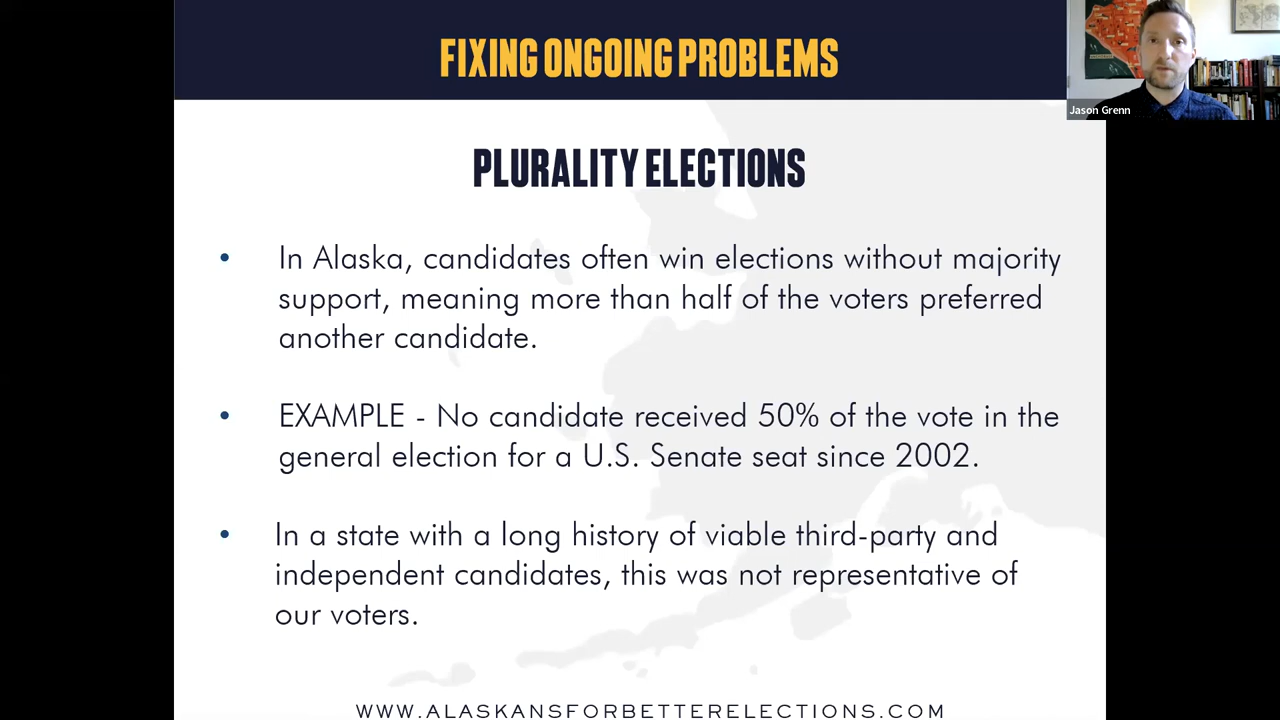 FIXING ONGOING PROBLEMS
Jason Grenn
PLURALITY ELECTIONS
• In Alaska, candidates often win elections without majority
support, meaning more than half of the voters preferred
another candidate.
• EXAMPLE - No candidate received 50% of the vote in the
general election for a U.S. Senate seat since 2002.
• In a state with a long history of viable third-party and
independent candidates, this was not representative of
our voters.
WWW.ALASKANSFORBETTERELECTIONS.COM